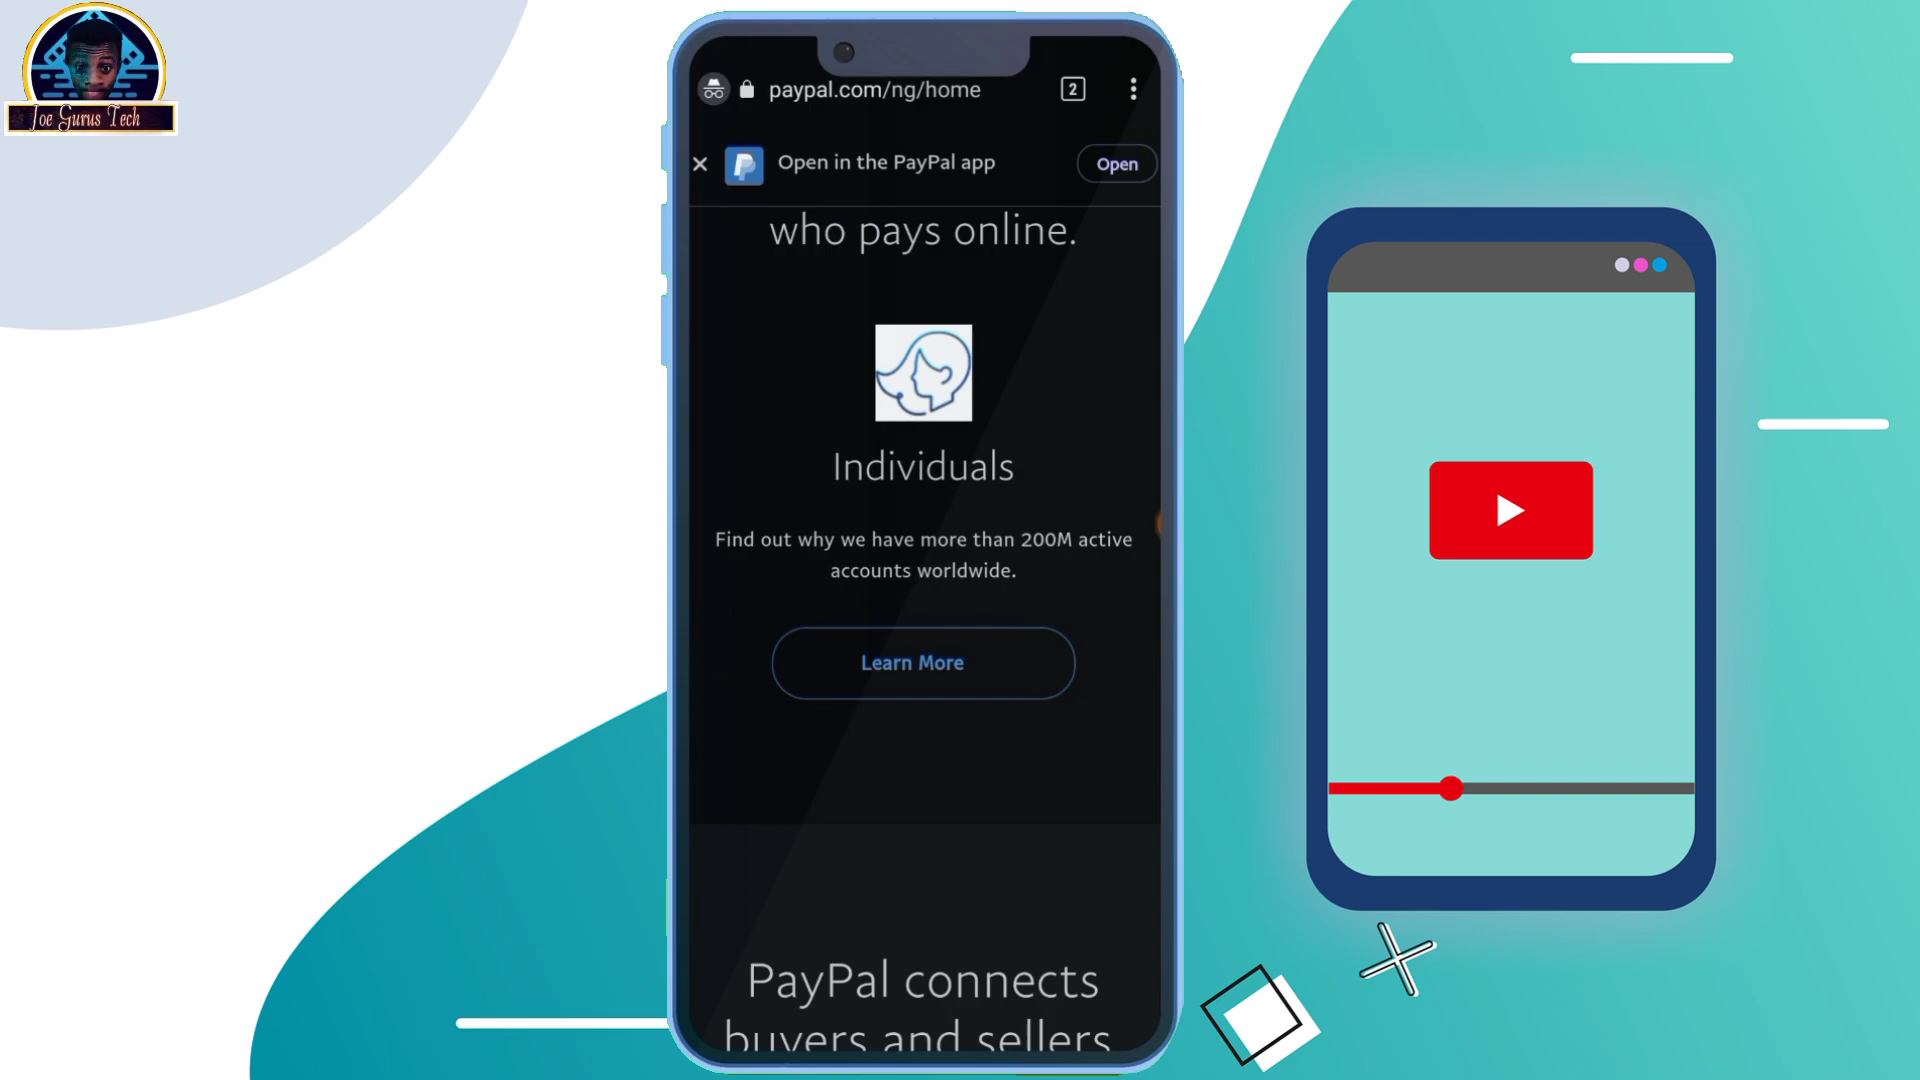 Joe Gurus Tech
paypal.com/ng/home
2
Open in the PayPal app
Open
who pays online.
Individuals
Find out why we have more than 200M active
accounts worldwide.
Learn More
PayPal connects
buyers and sellers